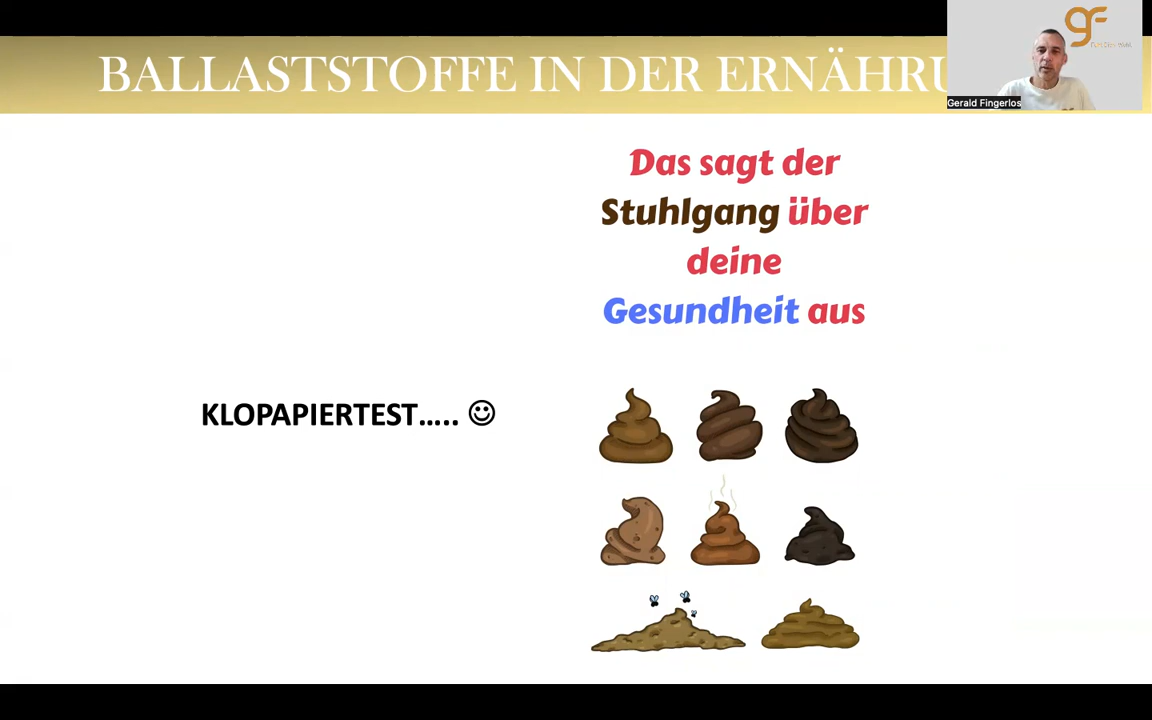 BALLASTSTOFFE IN DER ERNÄHRU
Gerald Fingerlos
Das sagt der
Stuhlgang über
deine
Gesundheit aus
KLOPAPIERTEST..... ☺